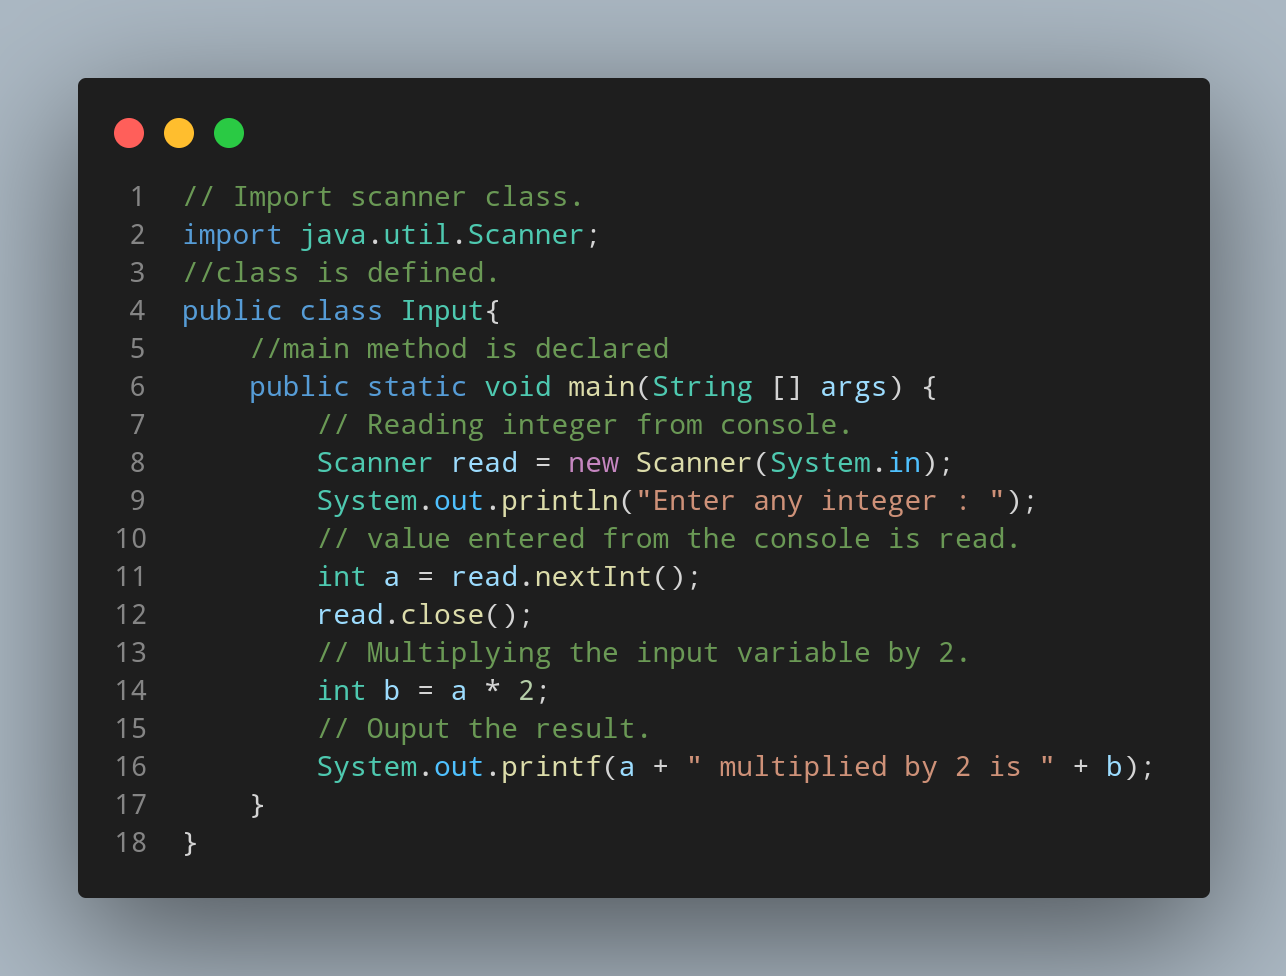 1 // Import scanner class.
2 import java.util.Scanner;
3 //class is defined.
4 public class Input{
5     //main method is declared
6     public static void main(String [] args) {
7         // Reading integer from console.
8         Scanner read = new Scanner(System.in);
9         System.out.println("Enter any integer : ");
10         // value entered from the console is read.
11         int a = read.nextInt();
12         read.close();
13         // Multiplying the input variable by 2.
14         int b = a * 2;
15         // Ouput the result.
16         System.out.printf(a + " multiplied by 2 is " + b);
17     }
18 }